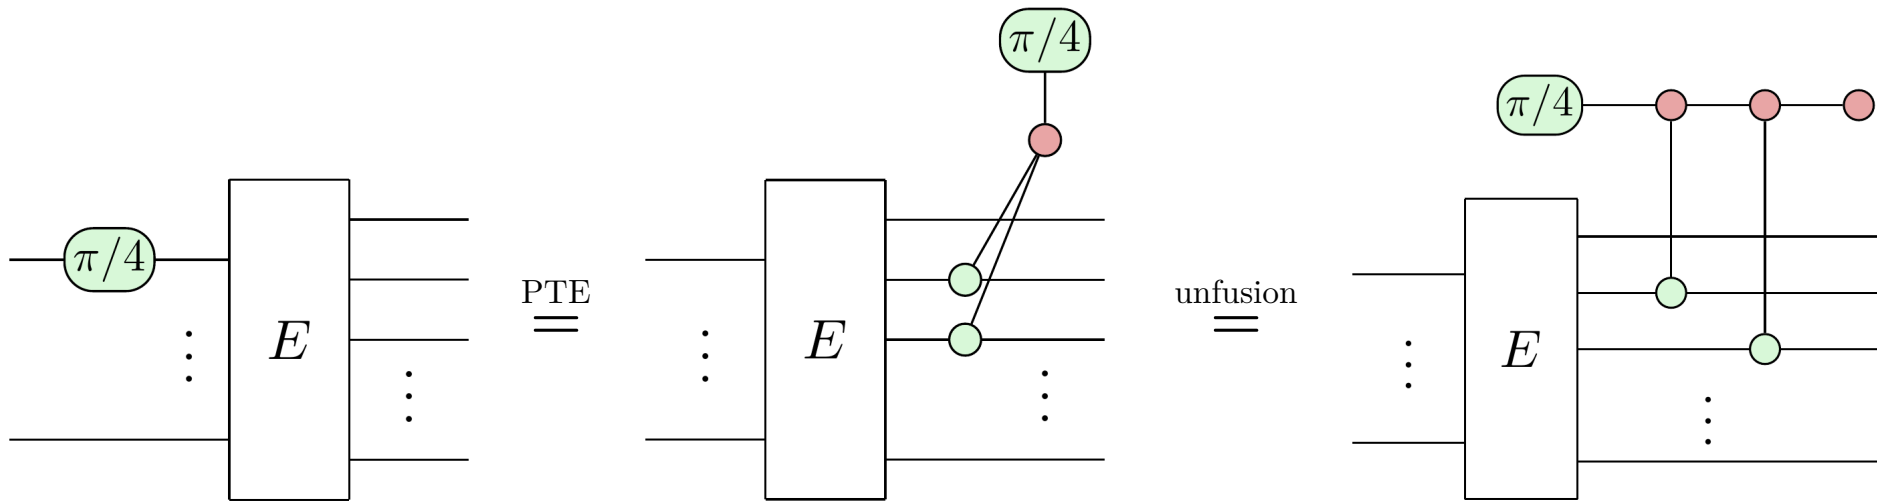 π/4
E
PTE
=
π/4
E
unfusion
=
π/4
E